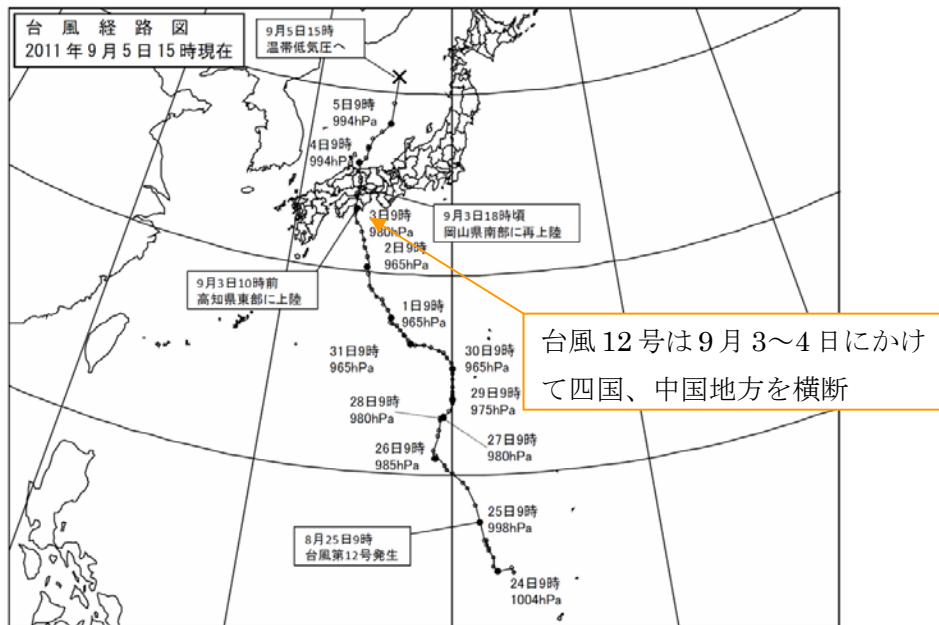 台風経路図
2011年9月5日15時現在
9月5日15時
温帯低気圧へ
5日9時
994hPa
4日9時
994hPa
3日9時
980hPa
9月3日18時頃
岡山県南部に再上陸
2日9時
965hPa
9月3日10時前
高知県東部に上陸
1日9時
965hPa
台風12号は9月3～4日にかけ
て四国、中国地方を横断
31日9時
965hPa
30日9時
965hPa
29日9時
975hPa
28日9時
980hPa
27日9時
980hPa
26日9時
985hPa
25日9時
998hPa
8月25日9時
台風第12号発生
24日9時
1004hPa